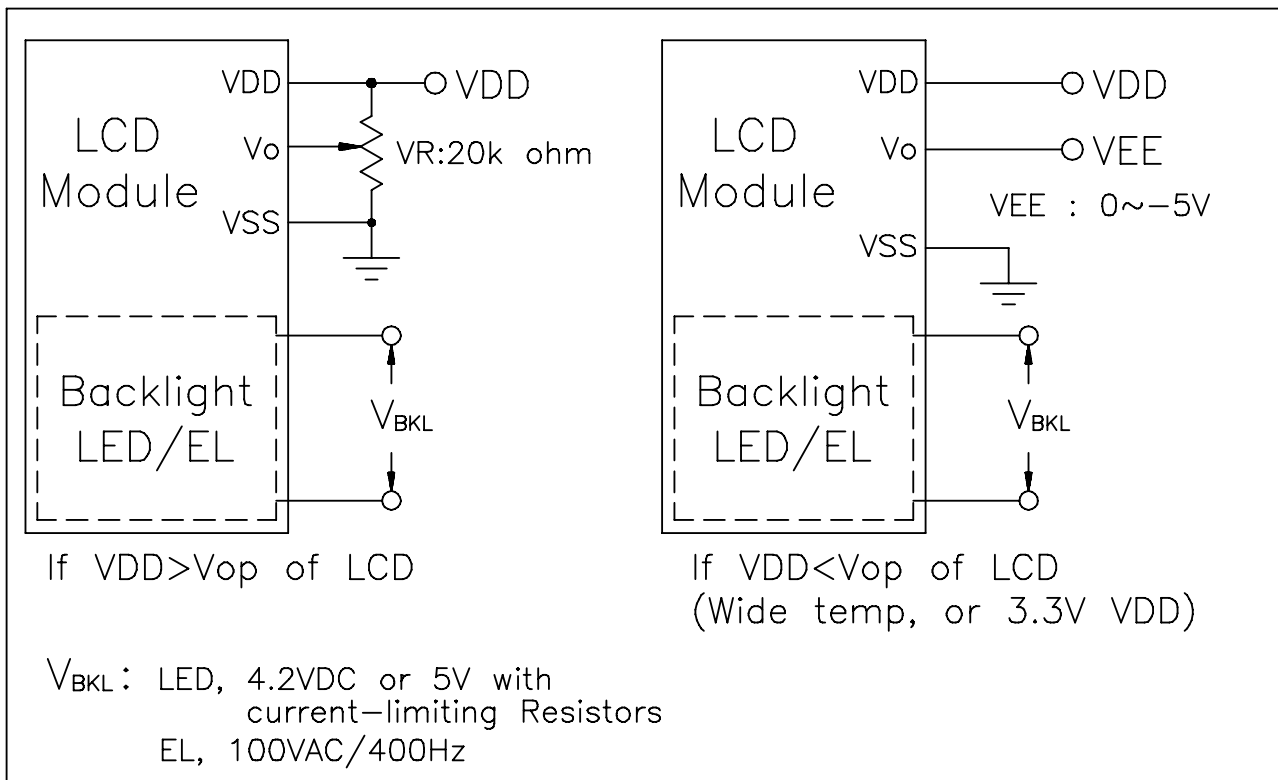 VDD
VDD
LCD
Module
Vo
VR:20k ohm
VSS
Backlight
LED/EL
VBKL
If VDD>Vop of LCD
VDD
VDD
LCD
Module
Vo
VEE
VEE : 0~-5V
VSS
Backlight
LED/EL
VBKL
If VDD<Vop of LCD
(Wide temp, or 3.3V VDD)
VBKL: LED, 4.2VDC or 5V with
current-limiting Resistors
EL, 100VAC/400Hz